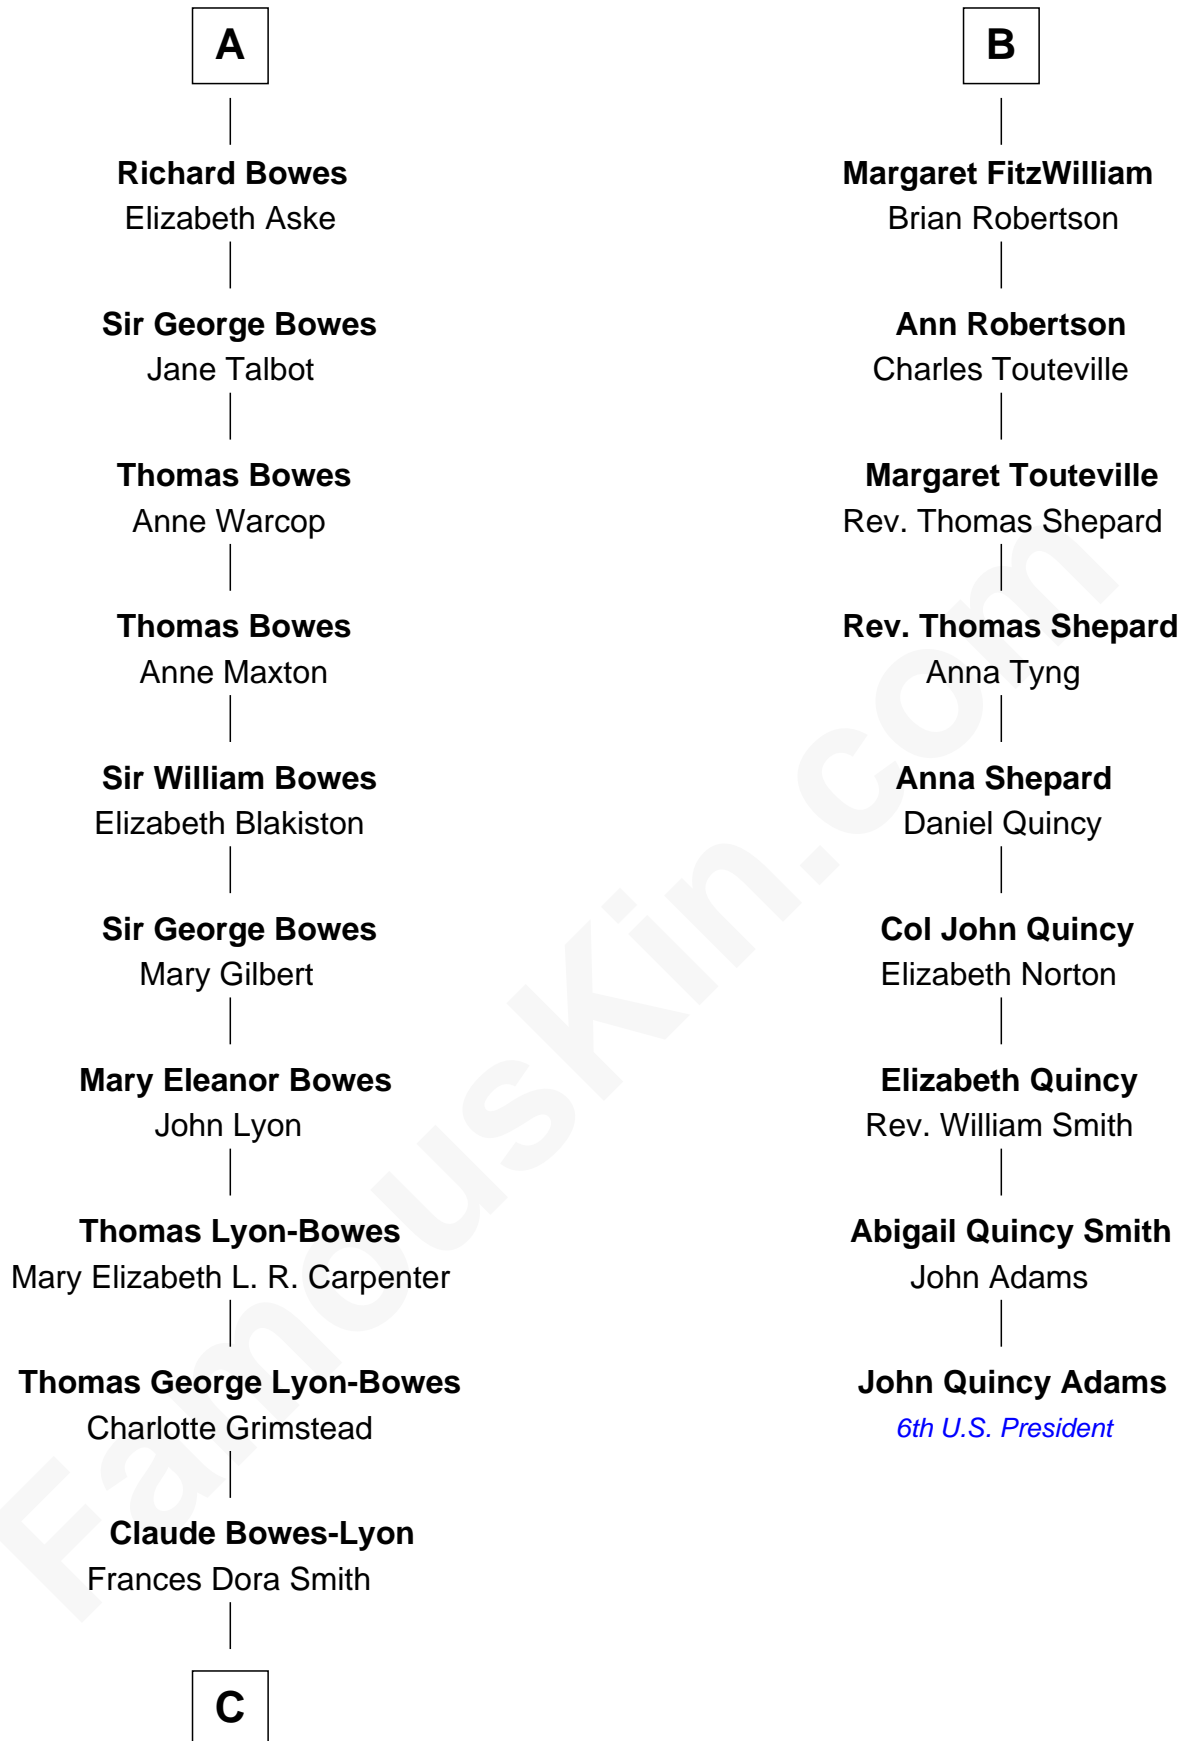 A
Richard Bowes
Elizabeth Aske
Sir George Bowes
Jane Talbot
Thomas Bowes
Anne Warcop
Thomas Bowes
Anne Maxton
Sir William Bowes
Elizabeth Blakiston
Sir George Bowes
Mary Gilbert
Mary Eleanor Bowes
John Lyon
Thomas Lyon-Bowes
Mary Elizabeth L. R. Carpenter
Thomas George Lyon-Bowes
Charlotte Grimstead
Claude Bowes-Lyon
Frances Dora Smith
C
B
Margaret FitzWilliam
Brian Robertson
Ann Robertson
Charles Touteville
Margaret Touteville
Rev. Thomas Shepard
Rev. Thomas Shepard
Anna Tyng
Anna Shepard
Daniel Quincy
Col John Quincy
Elizabeth Norton
Elizabeth Quincy
Rev. William Smith
Abigail Quincy Smith
John Adams
John Quincy Adams
6th U.S. President
FamousKin.com